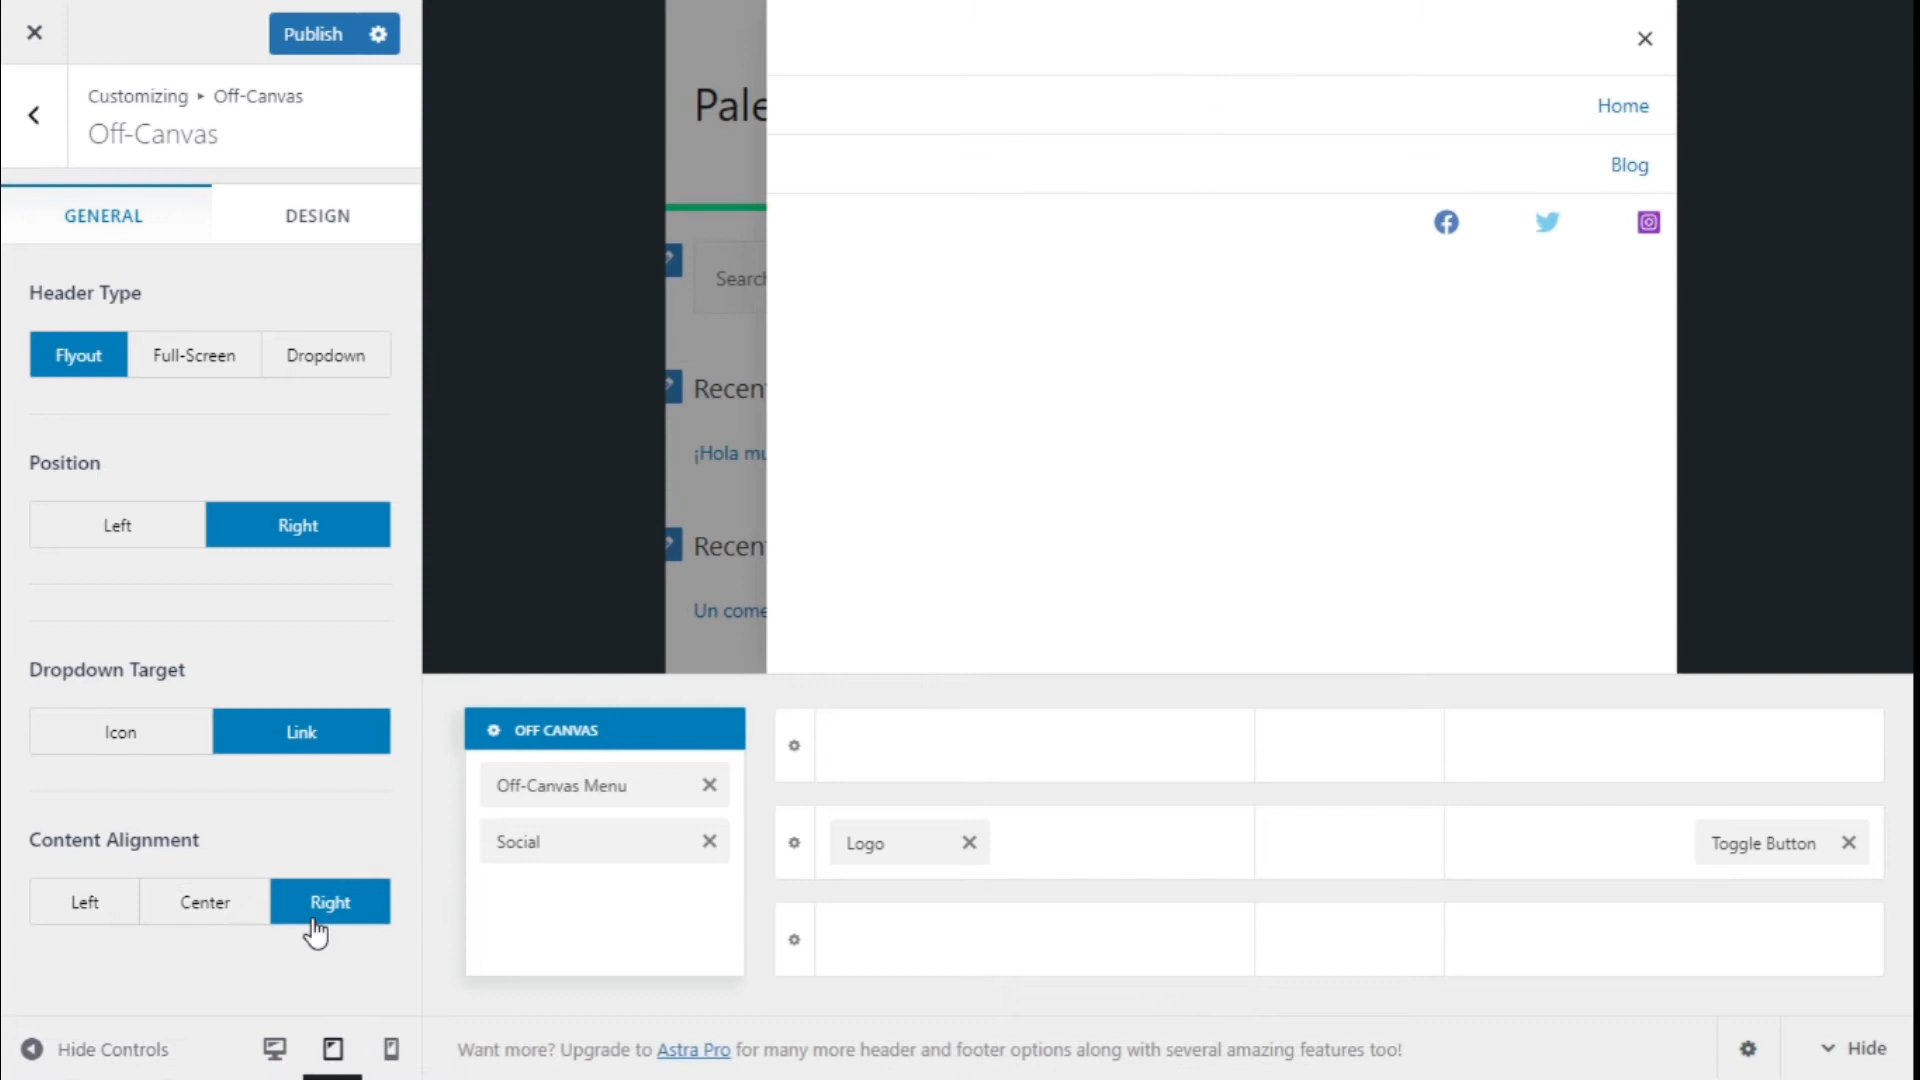 Publish
Customizing ▸ Off-Canvas
Off-Canvas
GENERAL
DESIGN
Header Type
Flyout
Full-Screen
Dropdown
Position
Left
Right
Dropdown Target
Icon
Link
Content Alignment
Left
Center
Right
Hide Controls
Pale
Search
Recen
¡Hola mu
Recen
Un come
Home
Blog
OFF CANVAS
Off-Canvas Menu
Social
Logo
Toggle Button
Want more? Upgrade to Astra Pro for many more header and footer options along with several amazing features too!
Hide